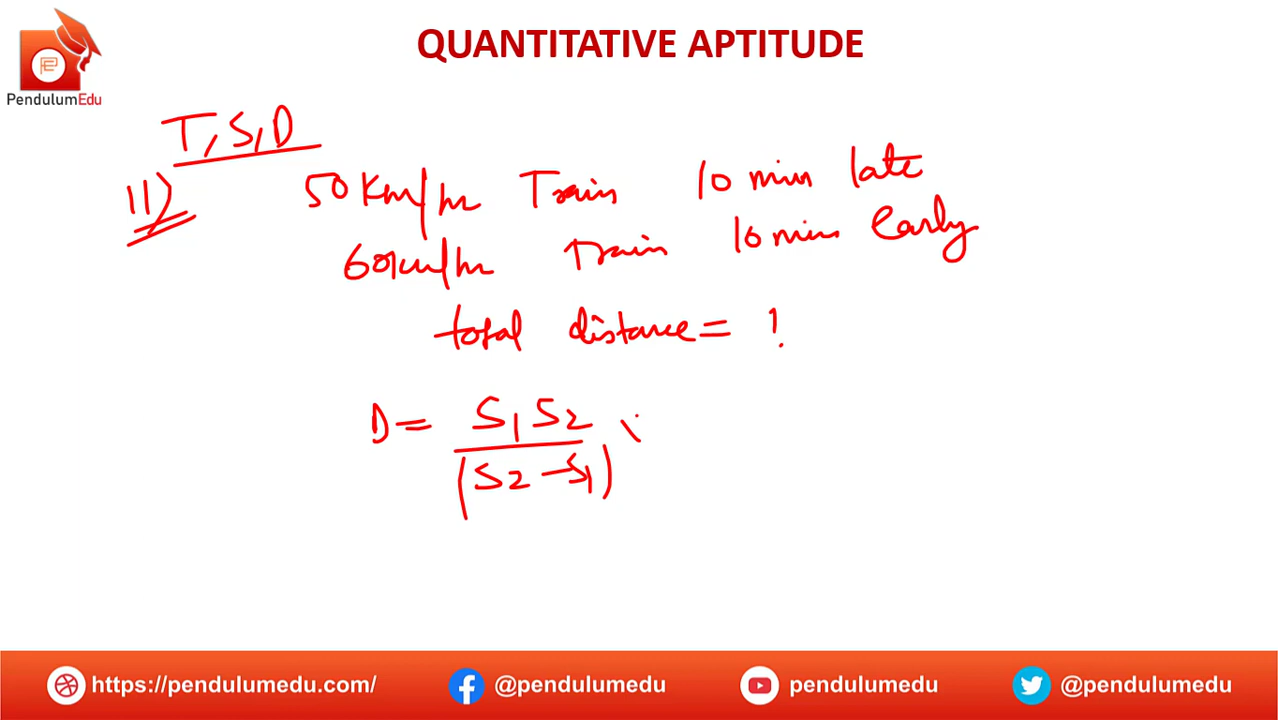 QUANTITATIVE APTITUDE
PendulumEdu
T, S, D
11)
50 Km/hr Train 10 min late
60 km/hr Train 10 min early
total distance = ?
D = S1 S2
(S2 - S1)
https://pendulumedu.com/
@pendulumedu
pendulumedu
@pendulumedu